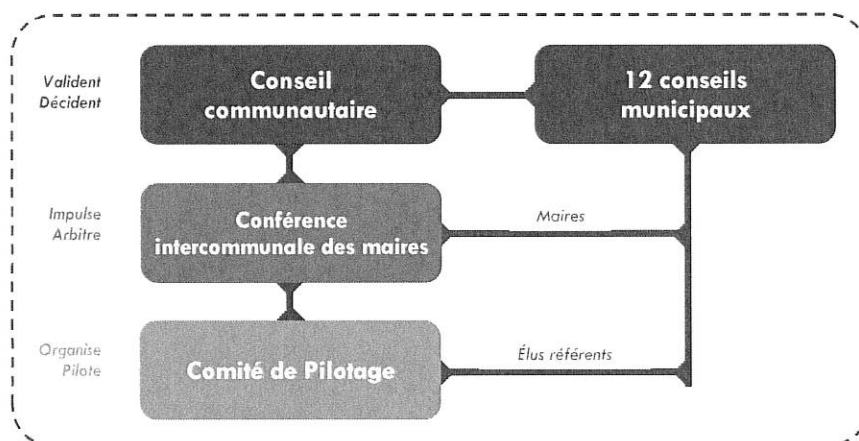 Valident
Décident
Conseil
communautaire
12 conseils
municipaux
Impulse
Arbitre
Conférence
intercommunale des maires
Maires
Organise
Pilote
Comité de Pilotage
Élus référents